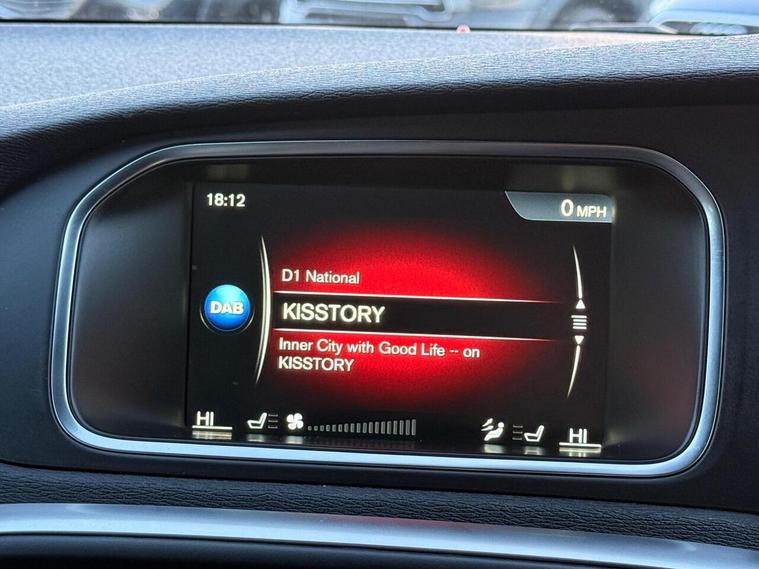 18:12
0 MPH
D1 National
DAB
KISSTORY
Inner City with Good Life -- on
KISSTORY
HI
HI